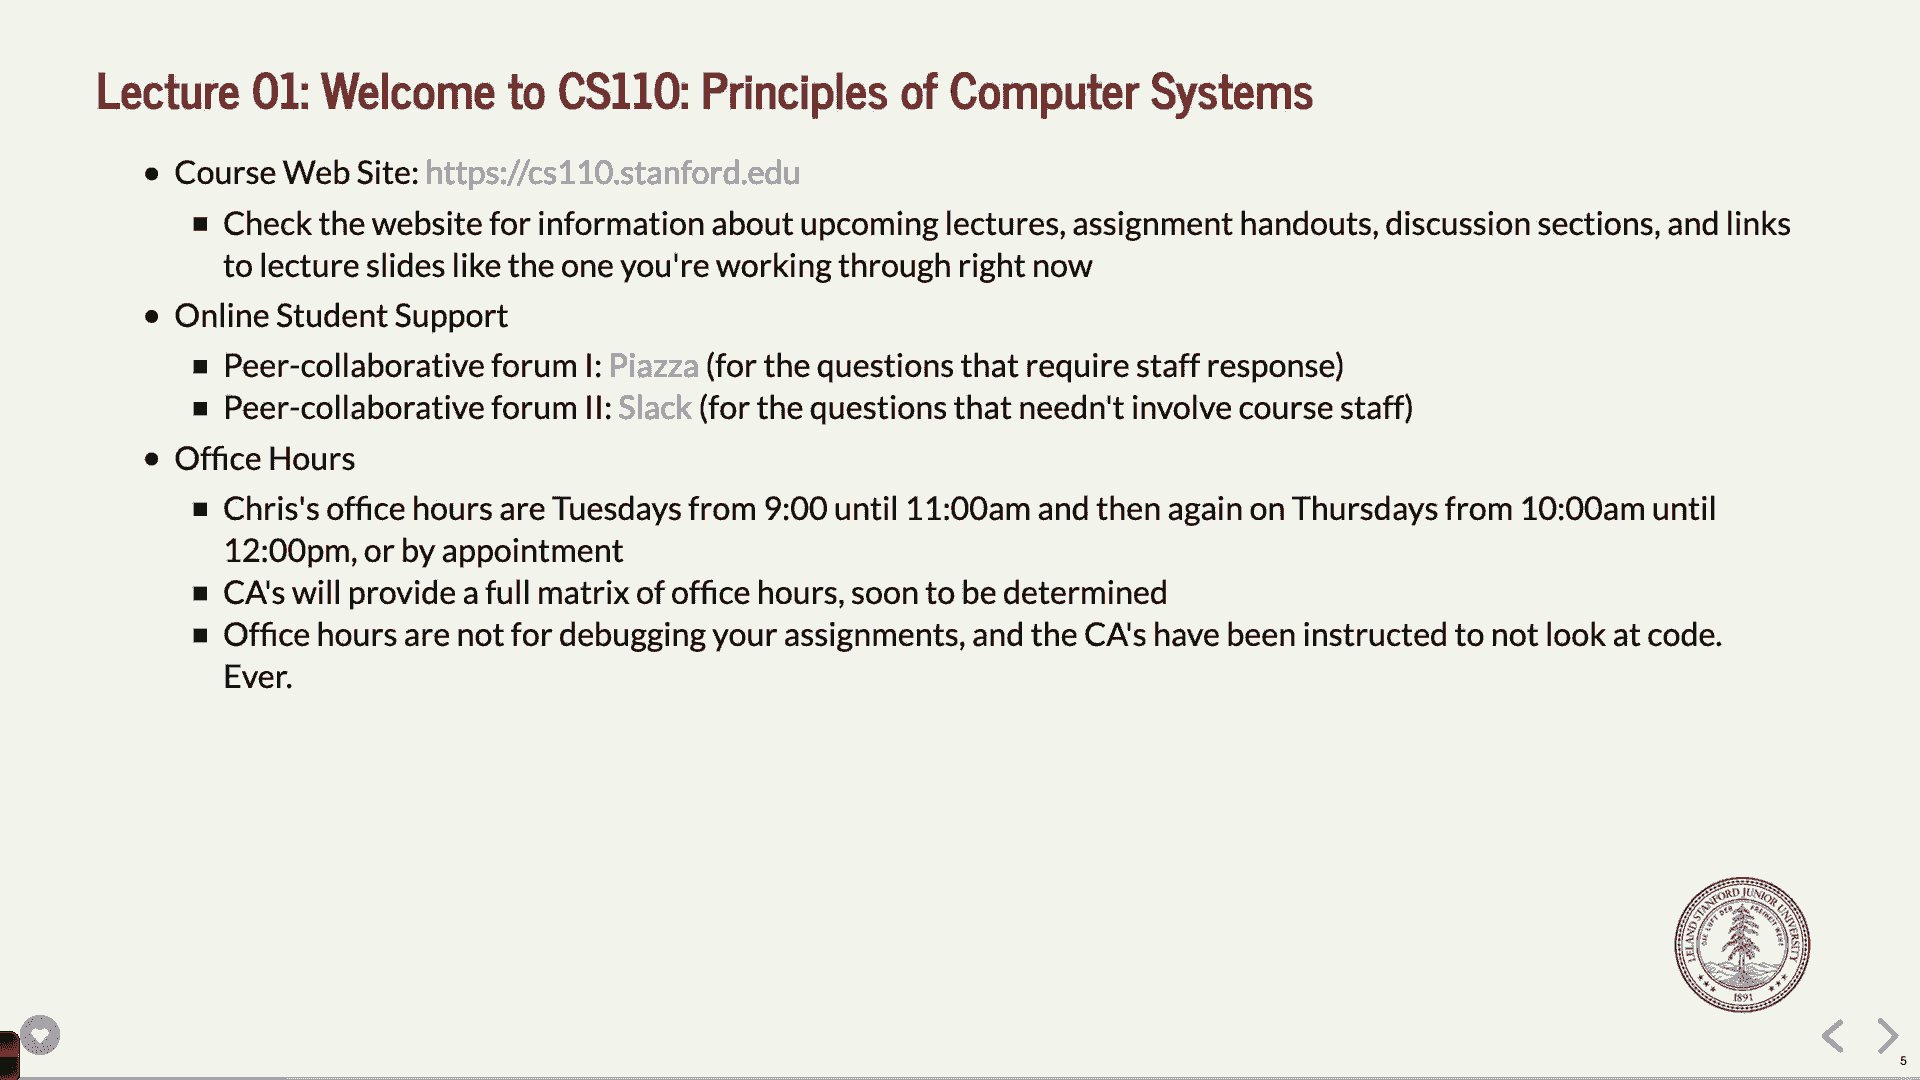 Lecture 01: Welcome to CS110: Principles of Computer Systems
Course Web Site: https://cs110.stanford.edu
Check the website for information about upcoming lectures, assignment handouts, discussion sections, and links
to lecture slides like the one you're working through right now
Online Student Support
Peer-collaborative forum I: Piazza (for the questions that require staff response)
Peer-collaborative forum II: Slack (for the questions that needn't involve course staff)
Office Hours
Chris's office hours are Tuesdays from 9:00 until 11:00am and then again on Thursdays from 10:00am until
12:00pm, or by appointment
CA's will provide a full matrix of office hours, soon to be determined
Office hours are not for debugging your assignments, and the CA's have been instructed to not look at code.
Ever.
LELAND STANFORD JUNIOR UNIVERSITY
DIE LUFT DER FREIHEIT WEHT
1891
5